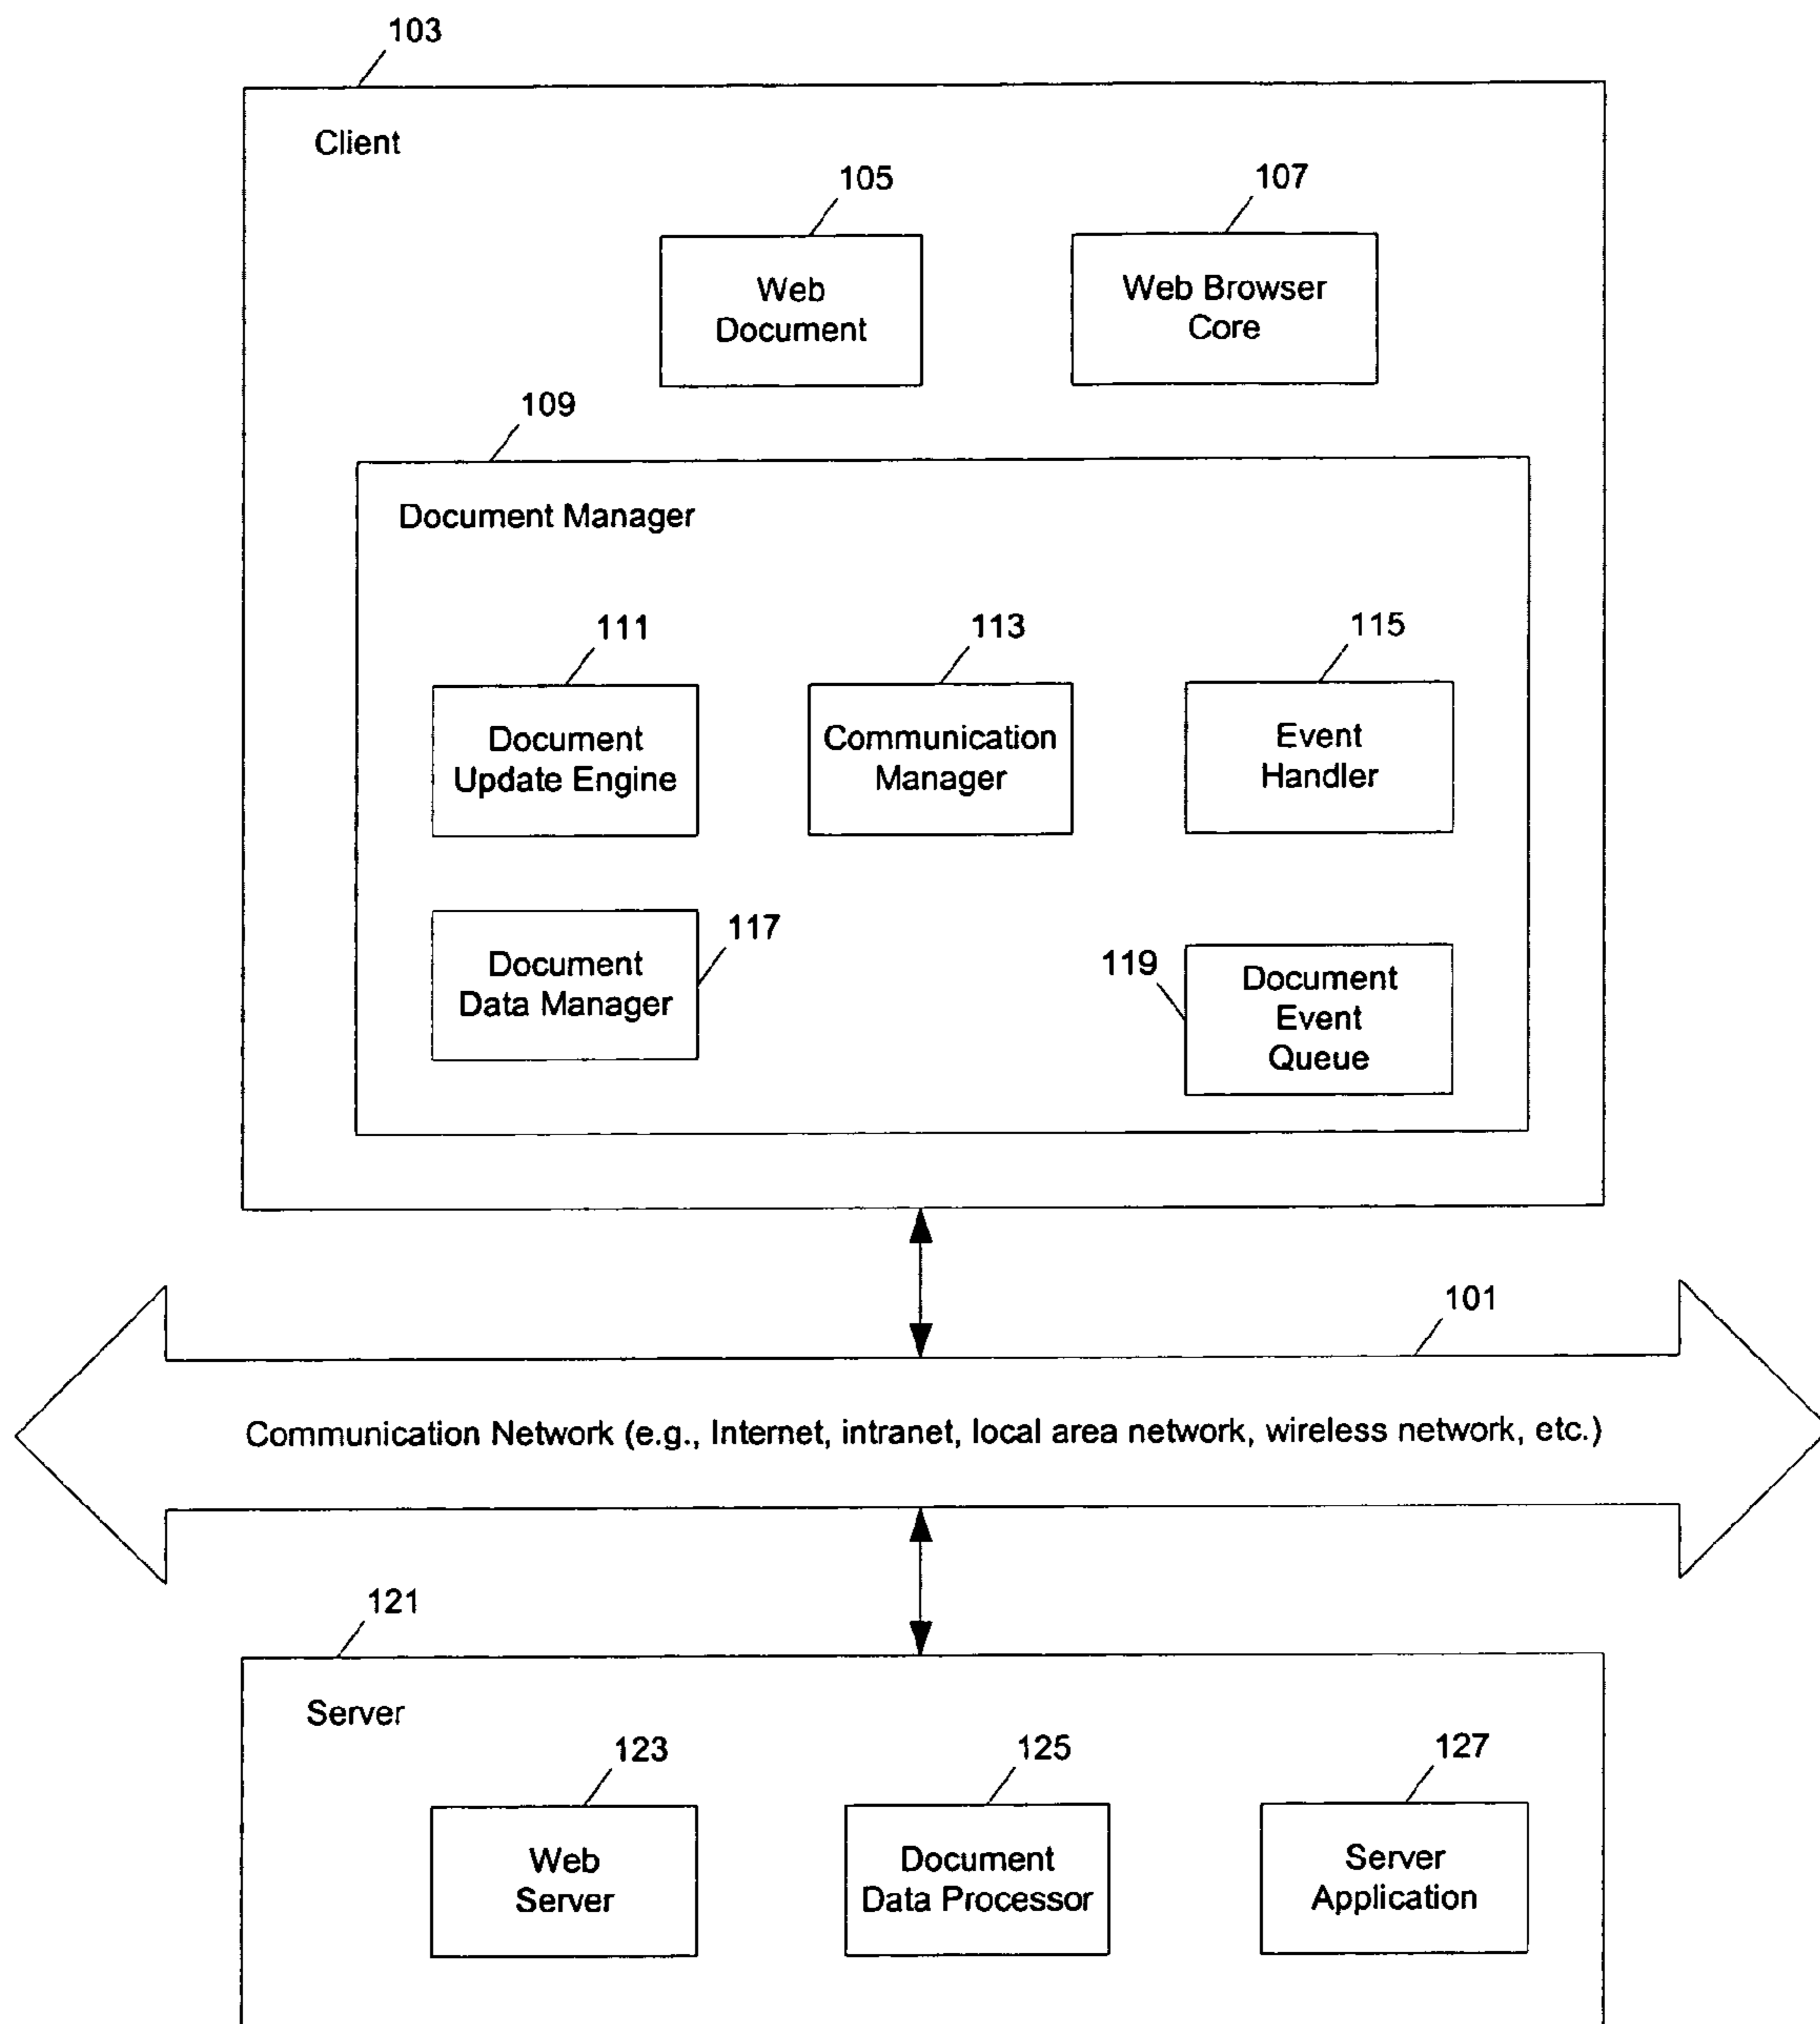 103
Client
105
107
Web
Document
Web Browser
Core
109
Document Manager
111
113
115
Document
Update Engine
Communication
Manager
Event
Handler
117
Document
Data Manager
119
Document
Event
Queue
101
Communication Network (e.g., Internet, intranet, local area network, wireless network, etc.)
121
Server
123
125
127
Web
Server
Document
Data Processor
Server
Application